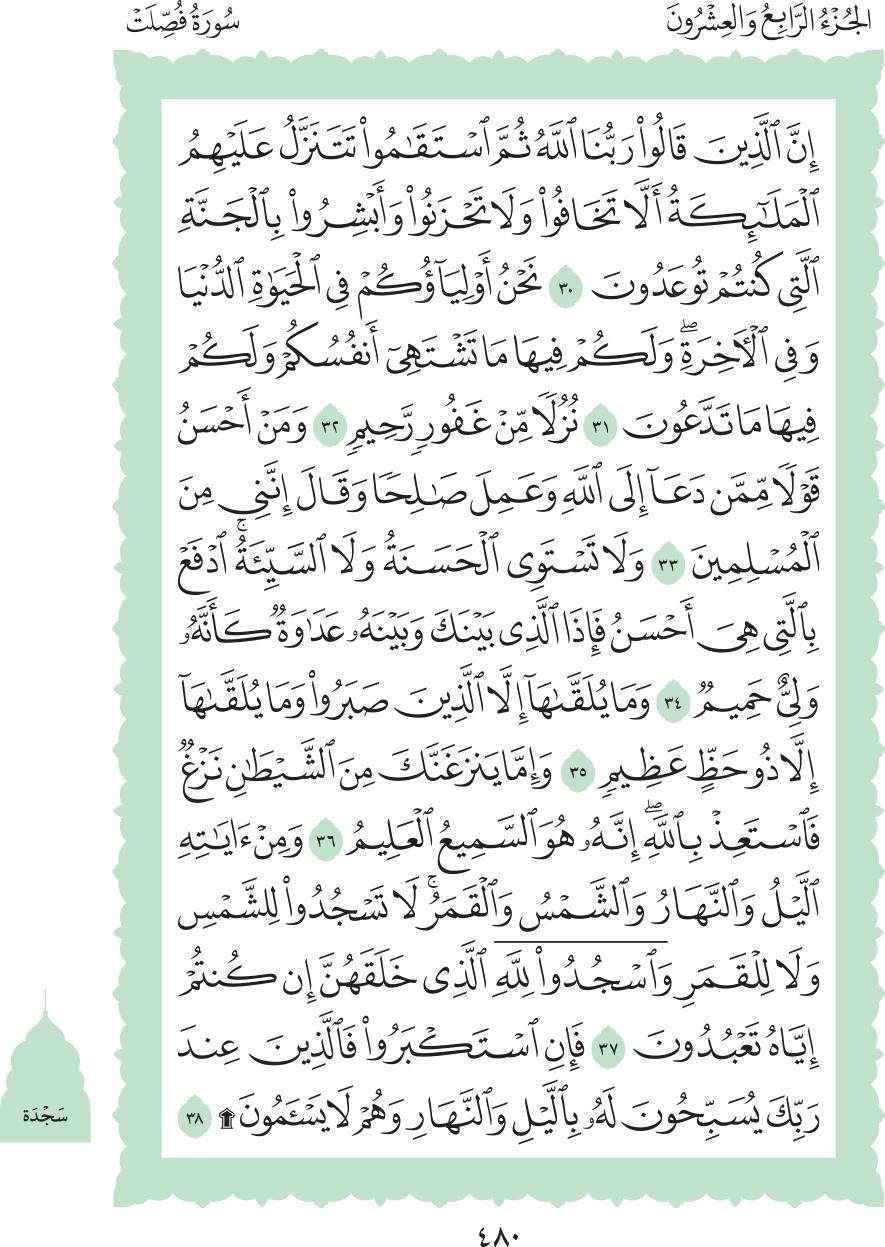 الجُزْءُ الرَّابِعُ وَالعِشْرُونَ
سُورَةُ فُصِّلَتْ
إِنَّ ٱلَّذِينَ قَالُوا۟ رَبُّنَا ٱللَّهُ ثُمَّ ٱسْتَقَـٰمُوا۟ تَتَنَزَّلُ عَلَيْهِمُ
ٱلْمَلَـٰٓئِكَةُ أَلَّا تَخَافُوا۟ وَلَا تَحْزَنُوا۟ وَأَبْشِرُوا۟ بِٱلْجَنَّةِ
ٱلَّتِى كُنتُمْ تُوعَدُونَ ٣٠ نَحْنُ أَوْلِيَآؤُكُمْ فِى ٱلْحَيَوٰةِ ٱلدُّنْيَا
وَفِى ٱلْـَٔاخِرَةِ ۖ وَلَكُمْ فِيهَا مَا تَشْتَهِىٓ أَنفُسُكُمْ وَلَكُمْ
فِيهَا مَا تَدَّعُونَ ٣١ نُزُلًا مِّنْ غَفُورٍ رَّحِيمٍ ٣٢ وَمَنْ أَحْسَنُ
قَوْلًا مِّمَّن دَعَآ إِلَى ٱللَّهِ وَعَمِلَ صَـٰلِحًا وَقَالَ إِنَّنِى مِنَ
ٱلْمُسْلِمِينَ ٣٣ وَلَا تَسْتَوِى ٱلْحَسَنَةُ وَلَا ٱلسَّيِّئَةُ ۚ ٱدْفَعْ
بِٱلَّتِى هِىَ أَحْسَنُ فَإِذَا ٱلَّذِى بَيْنَكَ وَبَيْنَهُۥ عَدَٰوَةٌ كَأَنَّهُۥ
وَلِىٌّ حَمِيمٌ ٣٤ وَمَا يُلَقَّىٰهَآ إِلَّا ٱلَّذِينَ صَبَرُوا۟ وَمَا يُلَقَّىٰهَآ
إِلَّا ذُو حَظٍّ عَظِيمٍ ٣٥ وَإِمَّا يَنزَغَنَّكَ مِنَ ٱلشَّيْطَـٰنِ نَزْغٌ
فَٱسْتَعِذْ بِٱللَّهِ ۖ إِنَّهُۥ هُوَ ٱلسَّمِيعُ ٱلْعَلِيمُ ٣٦ وَمِنْ ءَايَـٰتِهِ
ٱلَّيْلُ وَٱلنَّهَارُ وَٱلشَّمْسُ وَٱلْقَمَرُ ۚ لَا تَسْجُدُوا۟ لِلشَّمْسِ
وَلَا لِلْقَمَرِ وَٱسْجُدُوا۟ لِلَّهِ ٱلَّذِى خَلَقَهُنَّ إِن كُنتُمْ
إِيَّاهُ تَعْبُدُونَ ٣٧ فَإِنِ ٱسْتَكْبَرُوا۟ فَٱلَّذِينَ عِندَ
رَبِّكَ يُسَبِّحُونَ لَهُۥ بِٱلَّيْلِ وَٱلنَّهَارِ وَهُمْ لَا يَسْـَٔمُونَ ۩ ٣٨
سَجْدَة
٤٨٠